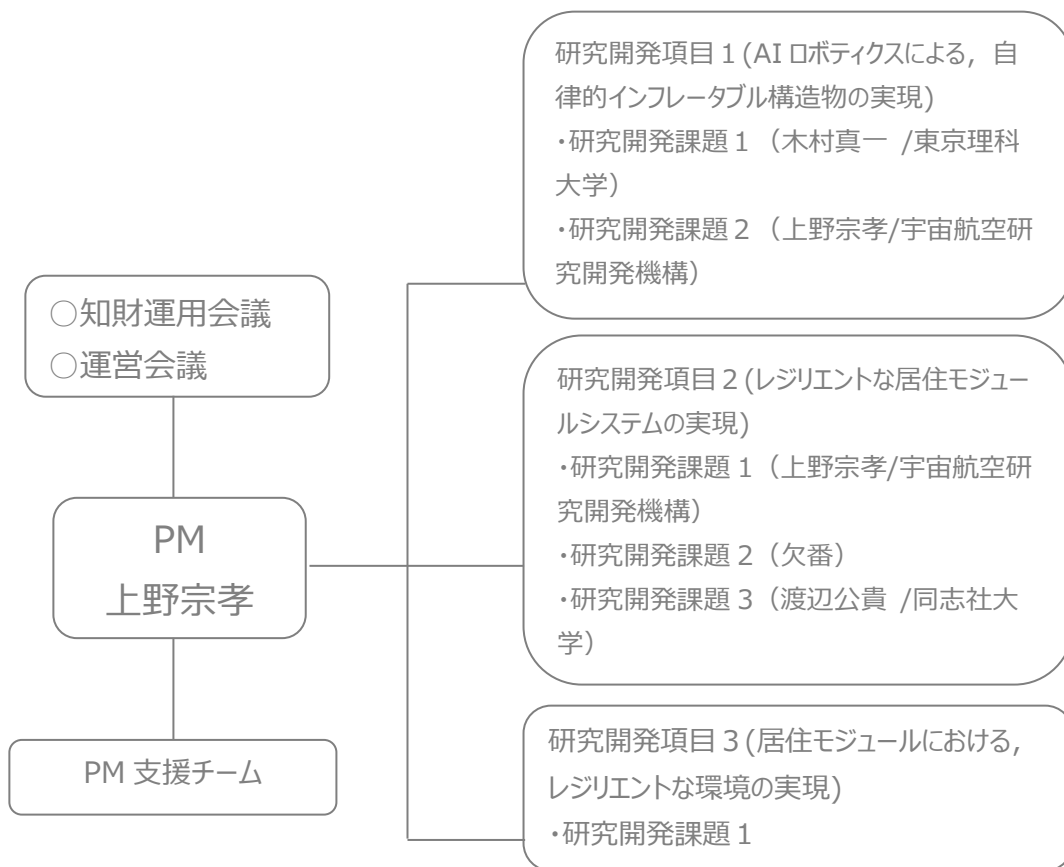 ○知財運用会議
○運営会議
PM
上野宗孝
PM 支援チーム
研究開発項目１(AI ロボティクスによる，自
律的インフレータブル構造物の実現)
・研究開発課題１（木村真一 /東京理科
大学）
・研究開発課題２（上野宗孝/宇宙航空研
究開発機構）
研究開発項目２(レジリエントな居住モジュー
ルシステムの実現)
・研究開発課題１（上野宗孝/宇宙航空研
究開発機構）
・研究開発課題２（欠番）
・研究開発課題３（渡辺公貴 /同志社大
学）
研究開発項目３(居住モジュールにおける，
レジリエントな環境の実現)
・研究開発課題１